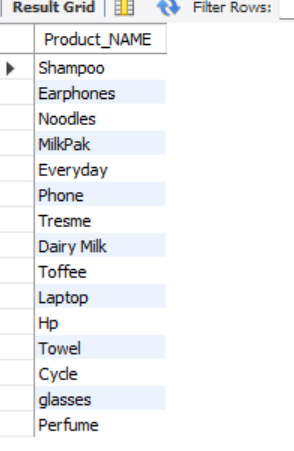 Result Grid Filter Rows:
Product_NAME
Shampoo
Earphones
Noodles
MilkPak
Everyday
Phone
Tresme
Dairy Milk
Toffee
Laptop
Hp
Towel
Cycle
glasses
Perfume